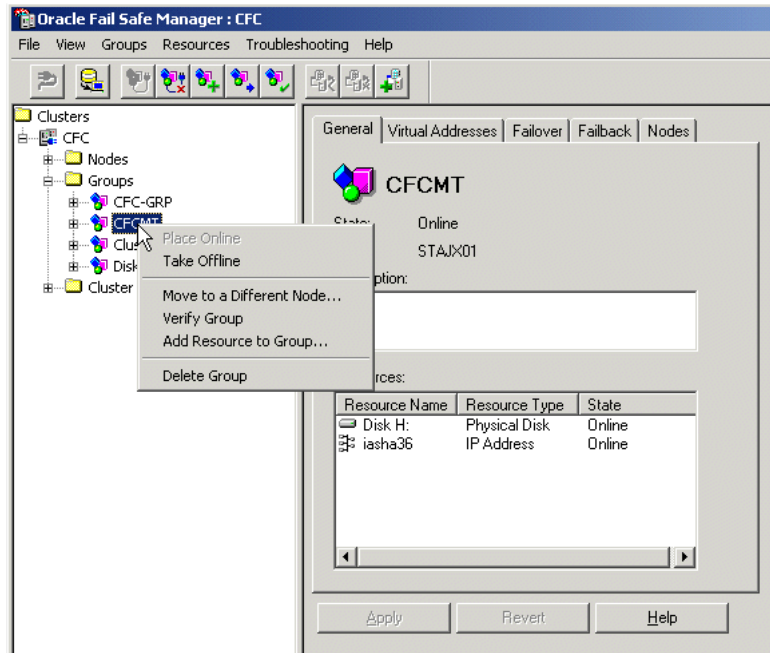 Oracle Fail Safe Manager : CFC
File View Groups Resources Troubleshooting Help
Clusters
CFC
Nodes
Groups
CFC-GRP
CFCMT
Clus
Disk
Cluster
Place Online
Take Offline
Move to a Different Node...
Verify Group
Add Resource to Group...
Delete Group
General Virtual Addresses Failover Failback Nodes
CFCMT
State: Online
STAJX01
ption:
rces:
Resource Name Resource Type State
Disk H: Physical Disk Online
iasha36 IP Address Online
Apply Revert Help